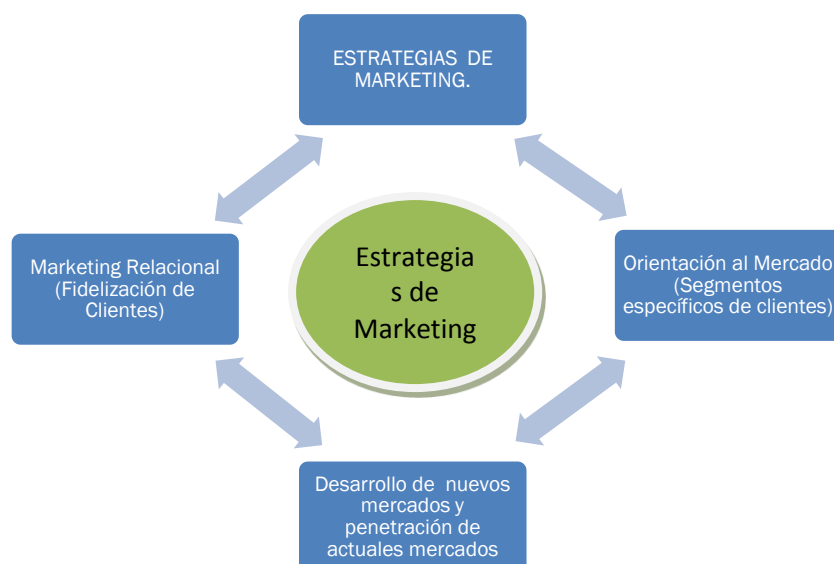 ESTRATEGIAS DE
MARKETING.
Marketing Relacional
(Fidelización de
Clientes)
Estrategia
s de
Marketing
Orientación al Mercado
(Segmentos
específicos de clientes)
Desarrollo de nuevos
mercados y
penetración de
actuales mercados